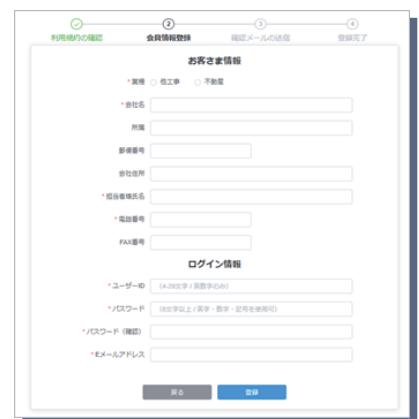 利用規約の確認
② 会員情報登録
③ 確認メールの送信
④ 登録完了
お客さま情報
* 業種 他工事 不動産
* 会社名
所属
郵便番号
会社住所
* 担当者様氏名
* 電話番号
FAX番号
ログイン情報
* ユーザーID (4-20文字 / 英数字のみ)
* パスワード (8文字以上 / 英字・数字・記号を使用可)
* パスワード(確認)
* Eメールアドレス
戻る 登録